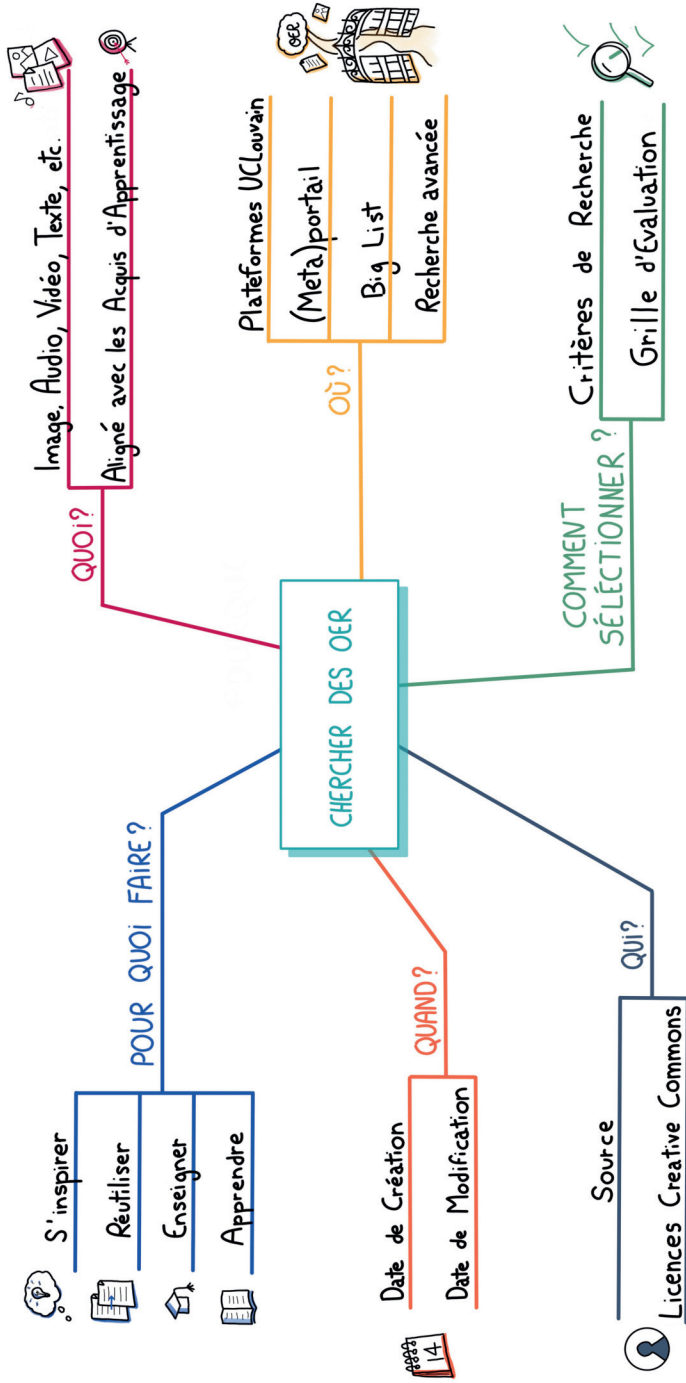 CHERCHER DES OER
POUR QUOI FAIRE?
S'inspirer
Réutiliser
Enseigner
Apprendre
QUOI?
Image, Audio, Vidéo, Texte, etc.
Aligné avec les Acquis d'Apprentissage
OÙ?
Plateformes UCLouvain
(Meta)portail
Big List
Recherche avancée
OER
COMMENT
SÉLÉCTIONNER?
Critères de Recherche
Grille d'Evaluation
QUAND?
Date de Création
Date de Modification
14
QUI?
Source
Licences Creative Commons